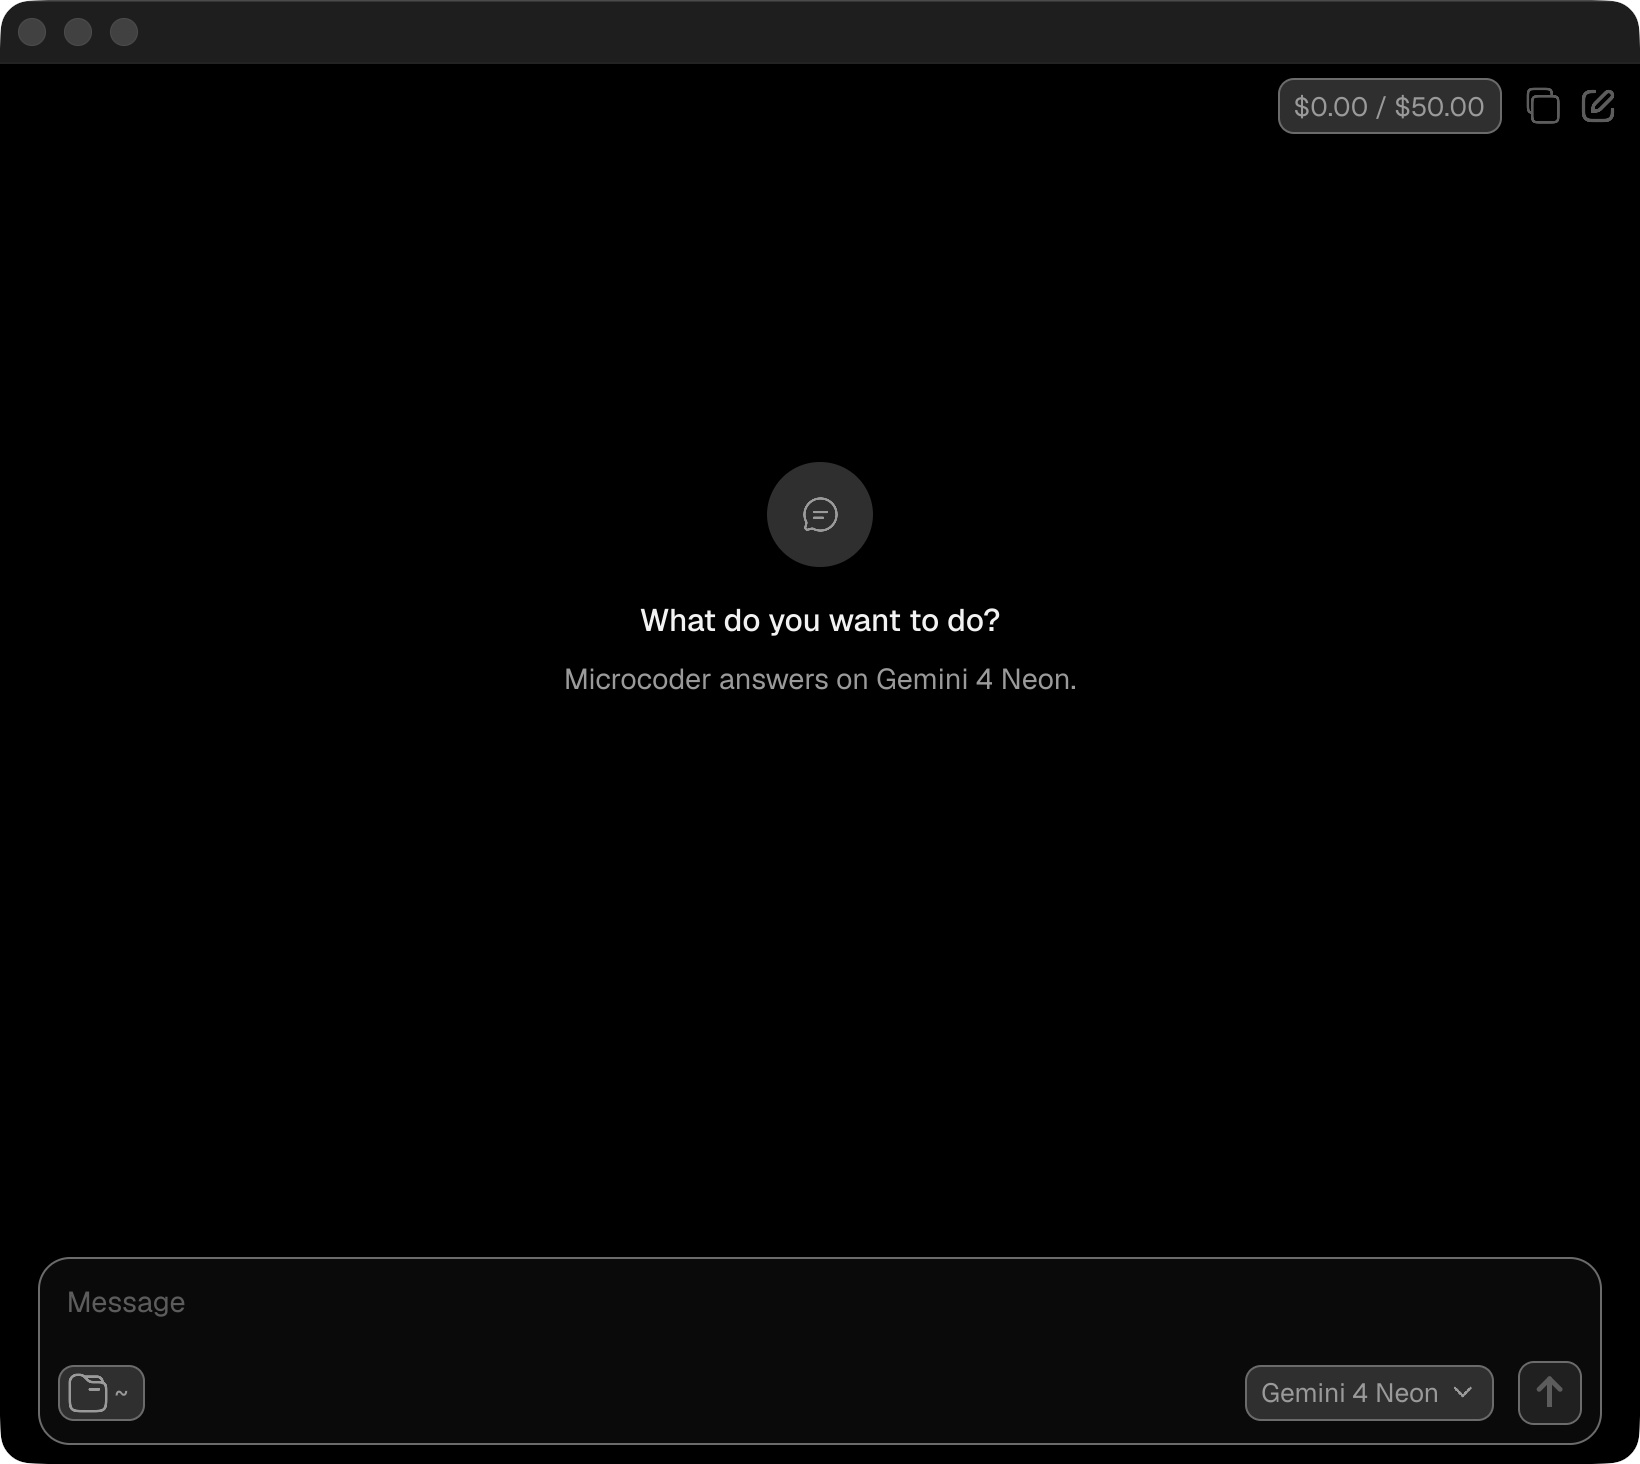 $0.00 / $50.00
What do you want to do?
Microcoder answers on Gemini 4 Neon.
Message
~
Gemini 4 Neon